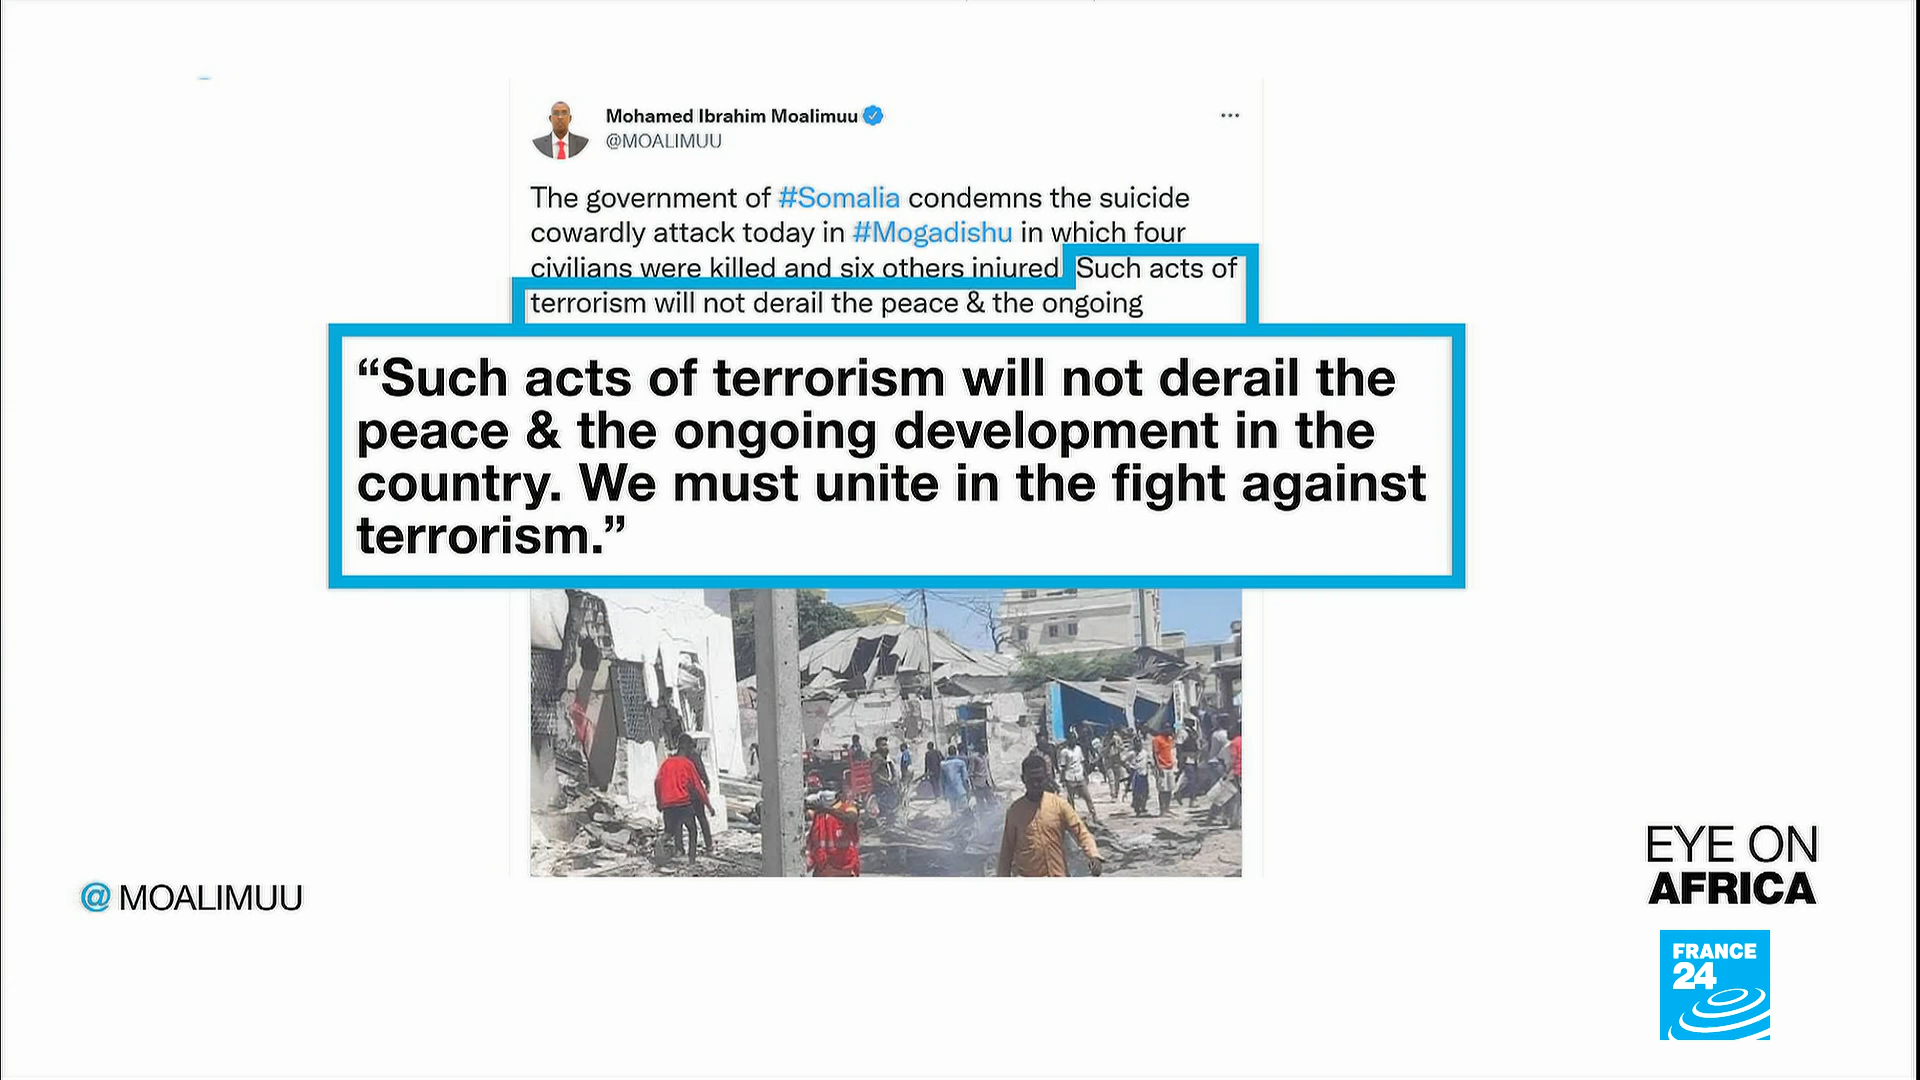 Mohamed Ibrahim Moalimuu
@MOALIMUU
The government of #Somalia condemns the suicide
cowardly attack today in #Mogadishu in which four
civilians were killed and six others injured. Such acts of
terrorism will not derail the peace & the ongoing
“Such acts of terrorism will not derail the
peace & the ongoing development in the
country. We must unite in the fight against
terrorism.”
@ MOALIMUU
EYE ON
AFRICA
FRANCE
24